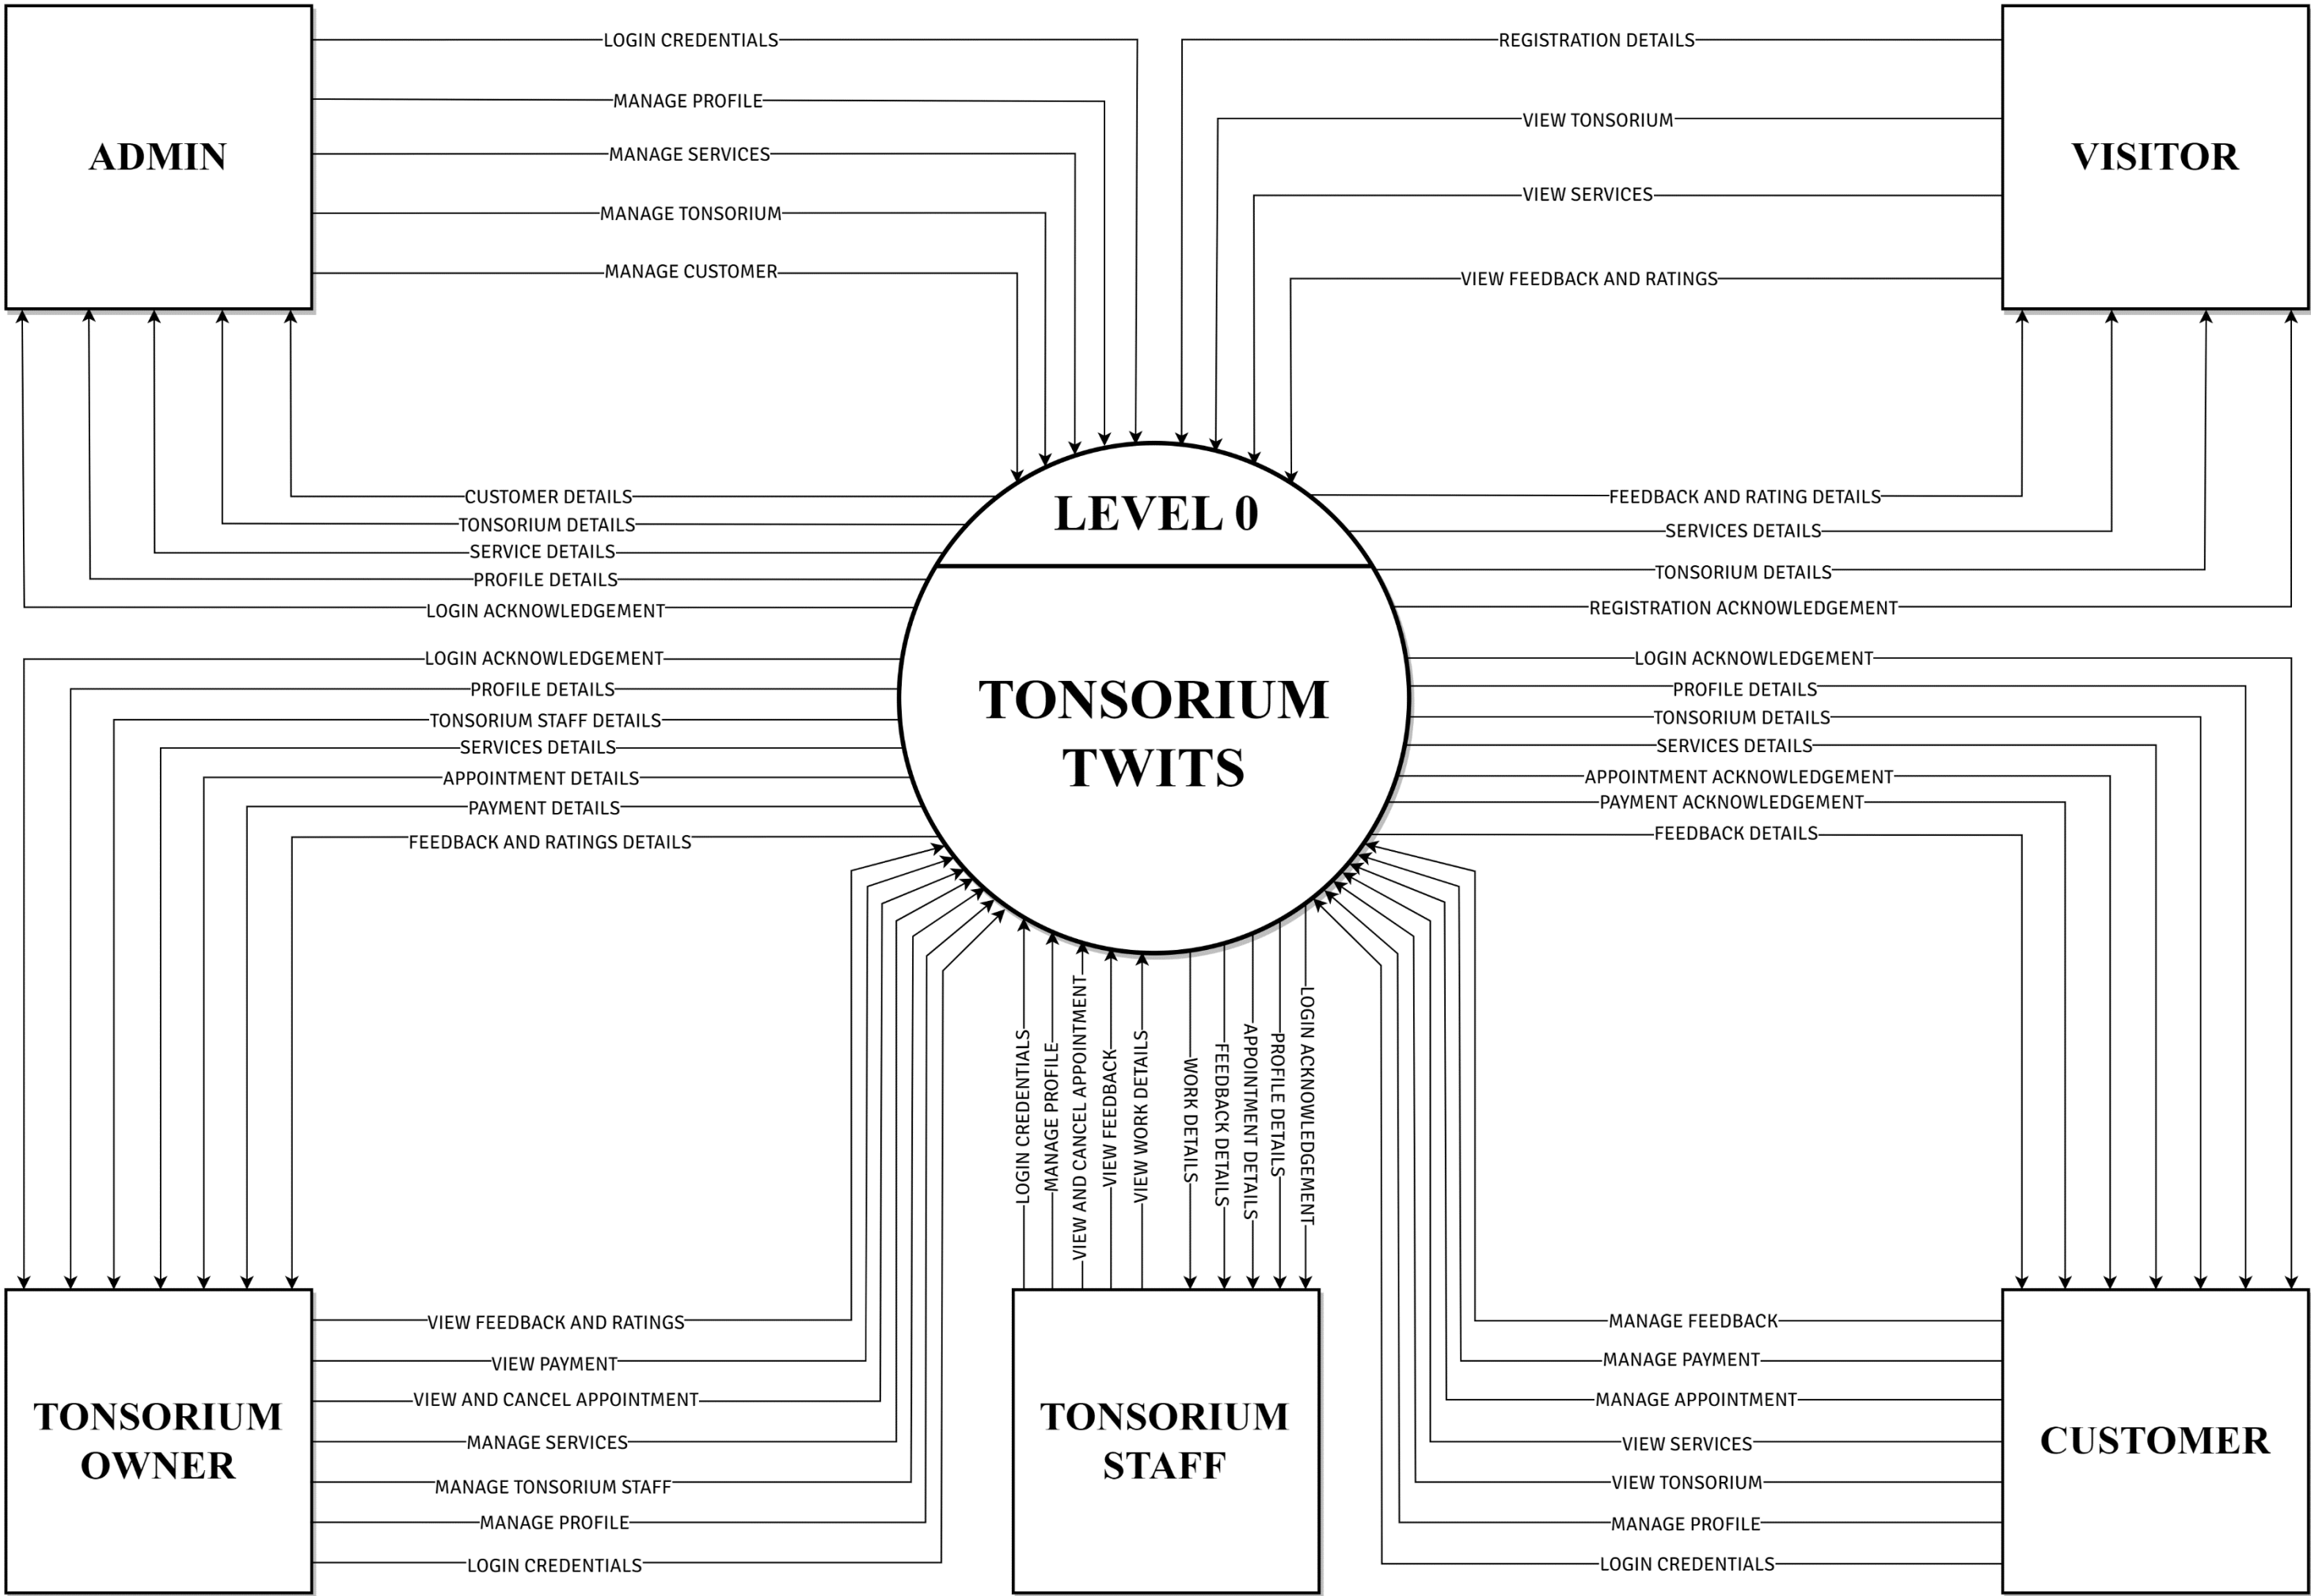 LOGIN CREDENTIALS
MANAGE PROFILE
MANAGE SERVICES
MANAGE TONSORIUM
MANAGE CUSTOMER
ADMIN
REGISTRATION DETAILS
VIEW TONSORIUM
VIEW SERVICES
VIEW FEEDBACK AND RATINGS
VISITOR
CUSTOMER DETAILS
TONSORIUM DETAILS
SERVICE DETAILS
PROFILE DETAILS
LOGIN ACKNOWLEDGEMENT
LEVEL 0
TONSORIUM
TWITS
FEEDBACK AND RATING DETAILS
SERVICES DETAILS
TONSORIUM DETAILS
REGISTRATION ACKNOWLEDGEMENT
LOGIN ACKNOWLEDGEMENT
PROFILE DETAILS
TONSORIUM STAFF DETAILS
SERVICES DETAILS
APPOINTMENT DETAILS
PAYMENT DETAILS
FEEDBACK AND RATINGS DETAILS
LOGIN ACKNOWLEDGEMENT
PROFILE DETAILS
TONSORIUM DETAILS
SERVICES DETAILS
APPOINTMENT ACKNOWLEDGEMENT
PAYMENT ACKNOWLEDGEMENT
FEEDBACK DETAILS
LOGIN CREDENTIALS
MANAGE PROFILE
VIEW AND CANCEL APPOINTMENT
VIEW FEEDBACK
VIEW WORK DETAILS
WORK DETAILS
FEEDBACK DETAILS
APPOINTMENT DETAILS
PROFILE DETAILS
LOGIN ACKNOWLEDGEMENT
TONSORIUM
OWNER
VIEW FEEDBACK AND RATINGS
VIEW PAYMENT
VIEW AND CANCEL APPOINTMENT
MANAGE SERVICES
MANAGE TONSORIUM STAFF
MANAGE PROFILE
LOGIN CREDENTIALS
TONSORIUM
STAFF
MANAGE FEEDBACK
MANAGE PAYMENT
MANAGE APPOINTMENT
VIEW SERVICES
VIEW TONSORIUM
MANAGE PROFILE
LOGIN CREDENTIALS
CUSTOMER